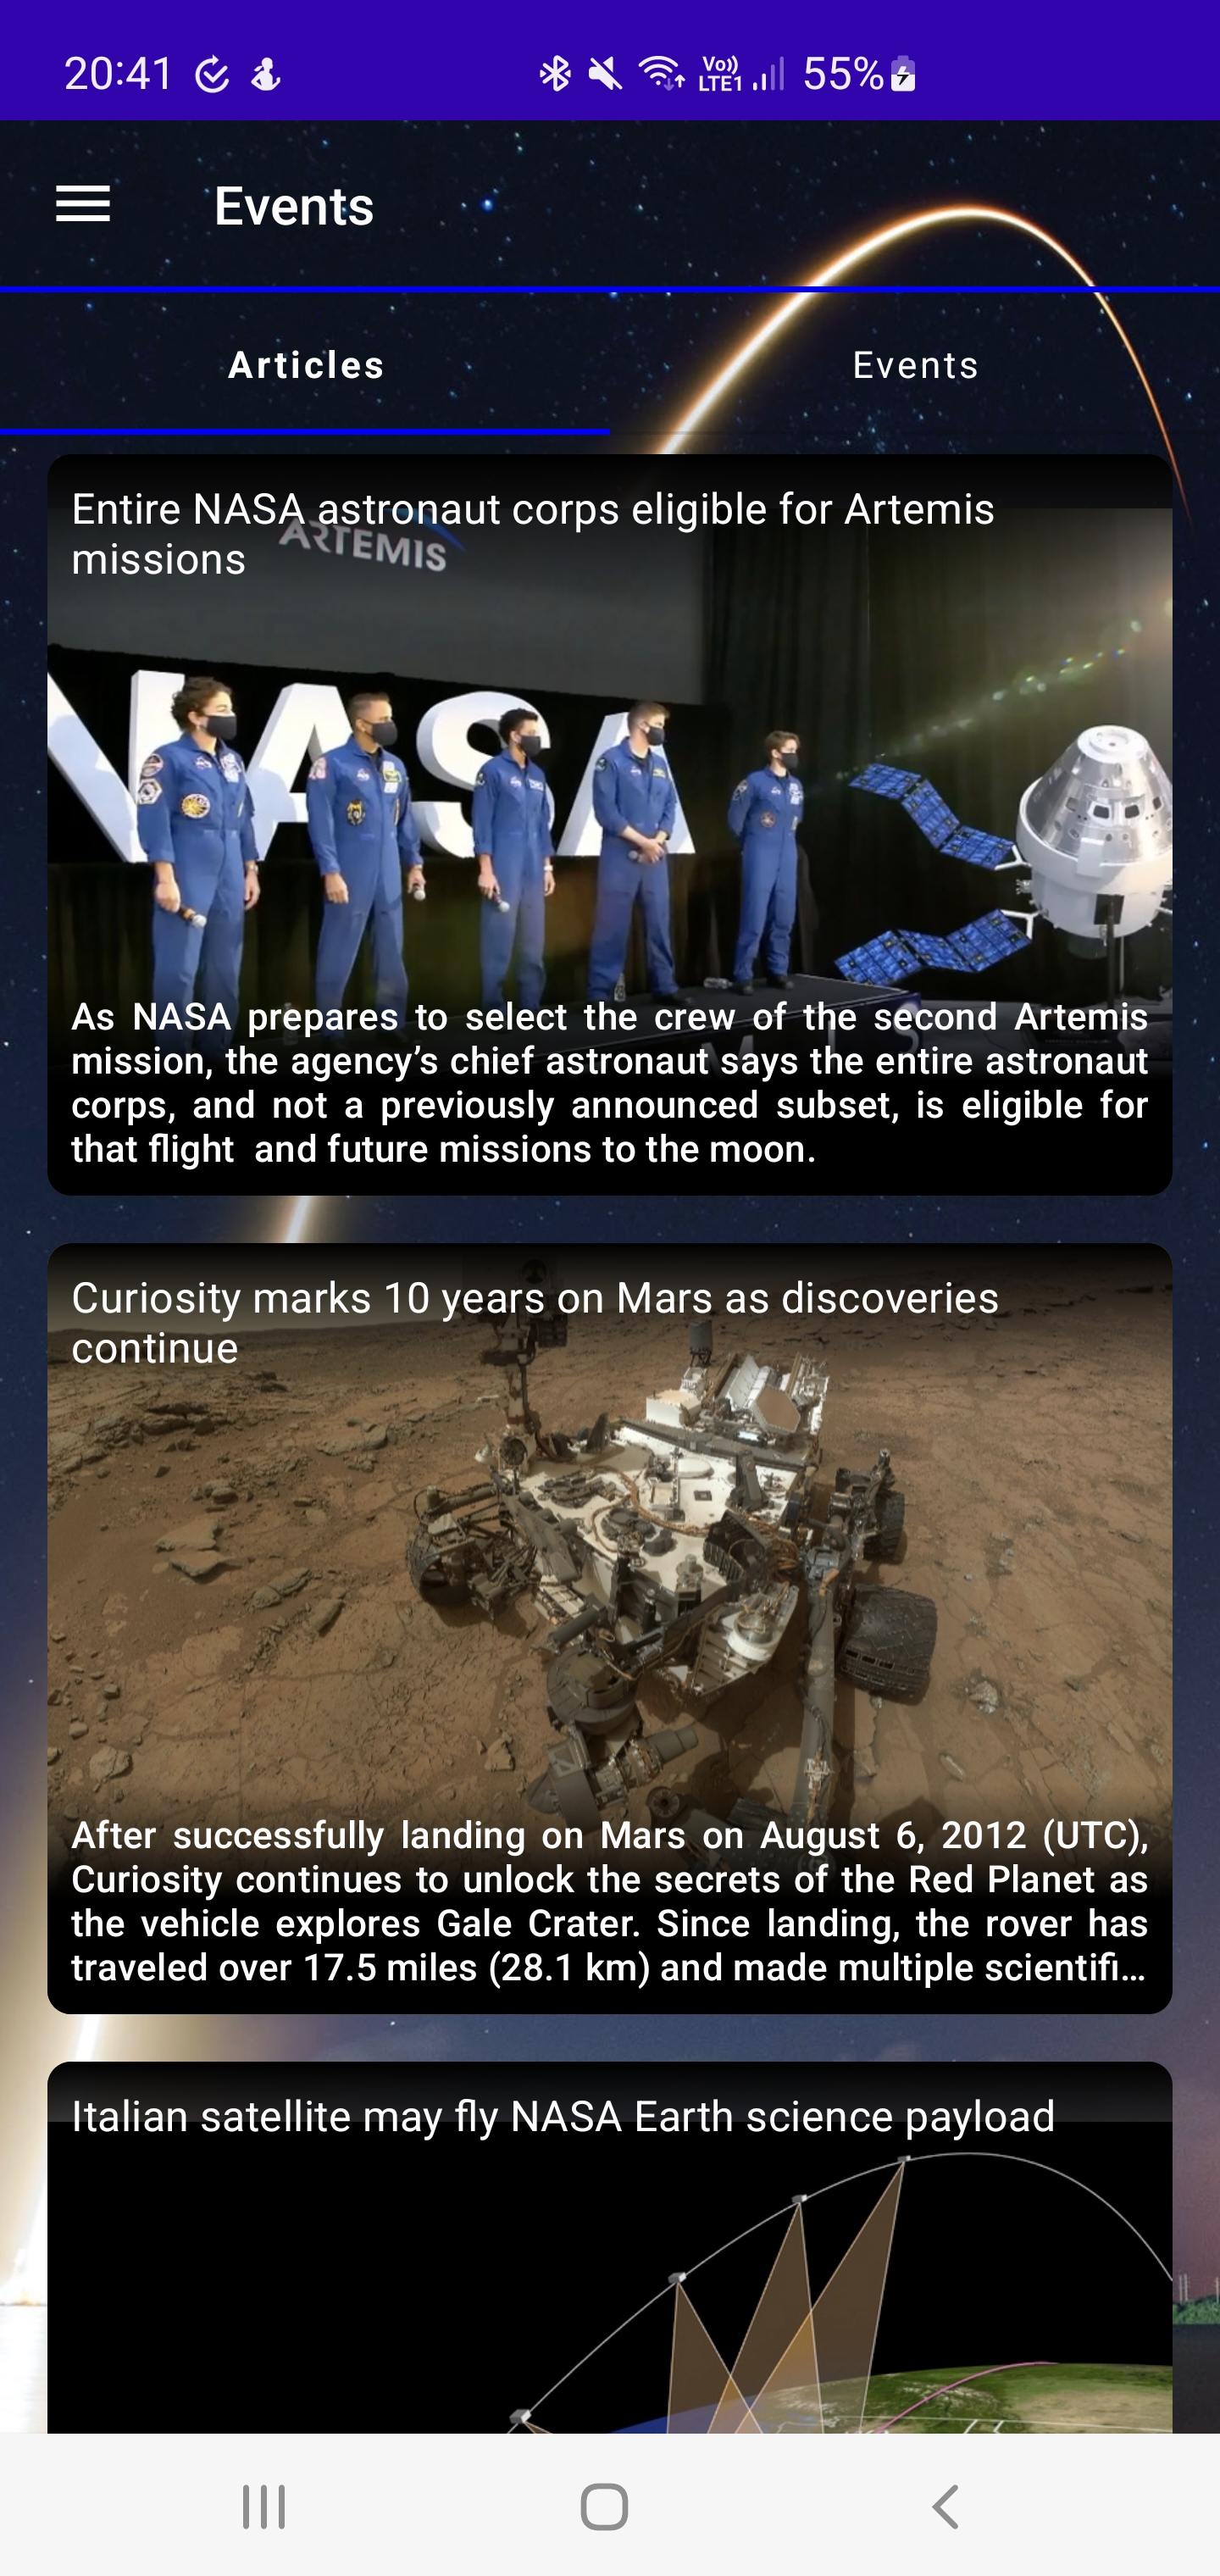 20:41
Vo))
LTE1
55%
Events
Articles
Events
Entire NASA astronaut corps eligible for Artemis
missions
ARTEMIS
NASA
As NASA prepares to select the crew of the second Artemis
mission, the agency’s chief astronaut says the entire astronaut
corps, and not a previously announced subset, is eligible for
that flight  and future missions to the moon.
Curiosity marks 10 years on Mars as discoveries
continue
After successfully landing on Mars on August 6, 2012 (UTC),
Curiosity continues to unlock the secrets of the Red Planet as
the vehicle explores Gale Crater. Since landing, the rover has
traveled over 17.5 miles (28.1 km) and made multiple scientifi…
Italian satellite may fly NASA Earth science payload